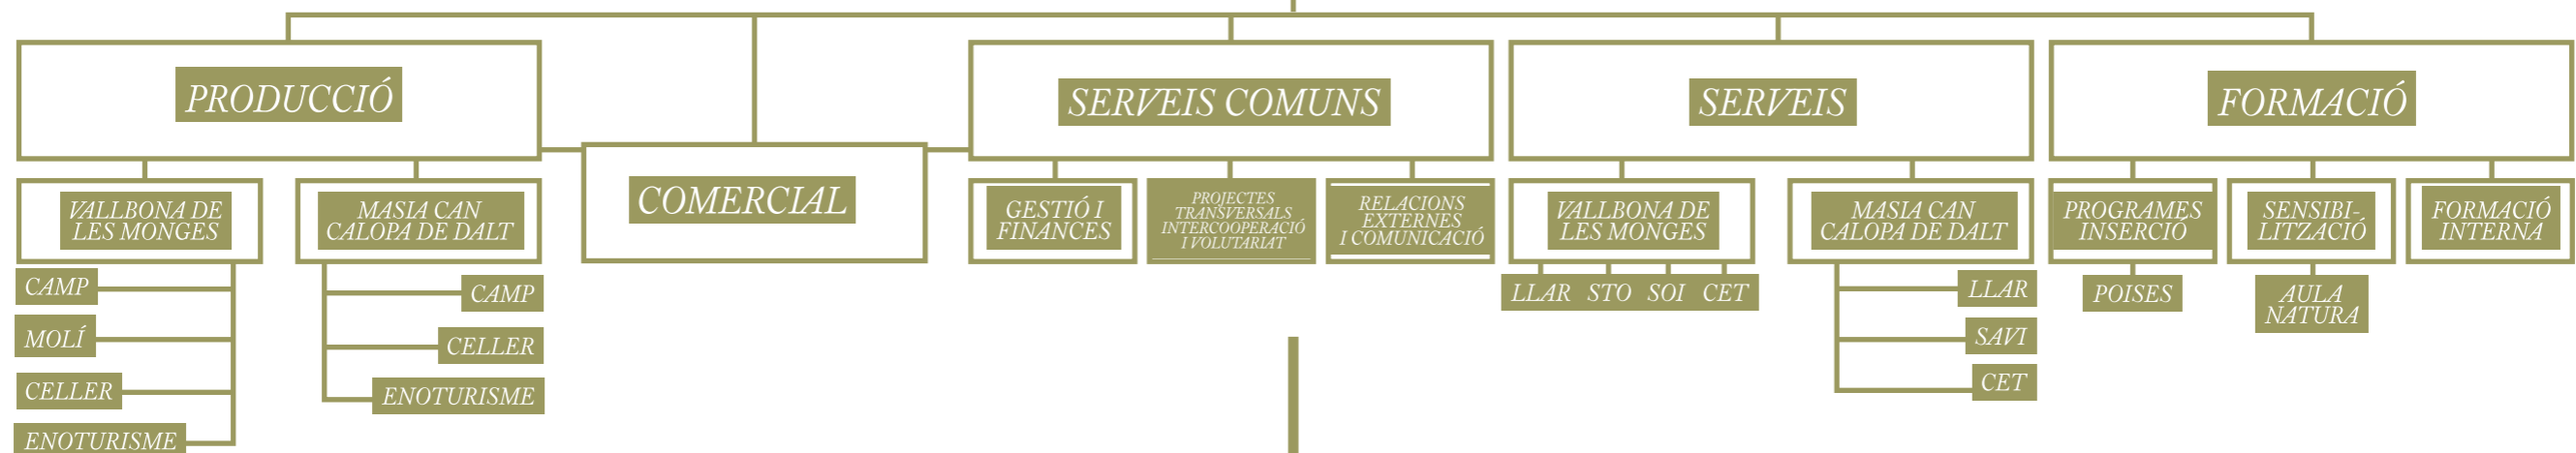 PRODUCCIÓ
VALLBONA DE
LES MONGES
CAMP
MOLÍ
CELLER
ENOTURISME
MASIA CAN
CALOPA DE DALT
CAMP
CELLER
ENOTURISME
COMERCIAL
SERVEIS COMUNS
GESTIÓ I
FINANCES
PROJECTES
TRANSVERSALS
INTERCOOPERACIÓ
I VOLUTARIAT
RELACIONS
EXTERNES
I COMUNICACIÓ
SERVEIS
VALLBONA DE
LES MONGES
LLAR STO SOI CET
MASIA CAN
CALOPA DE DALT
LLAR
SAVI
CET
FORMACIÓ
PROGRAMES
INSERCIÓ
POISES
SENSIBI-
LITZACIÓ
AULA
NATURA
FORMACIÓ
INTERNA